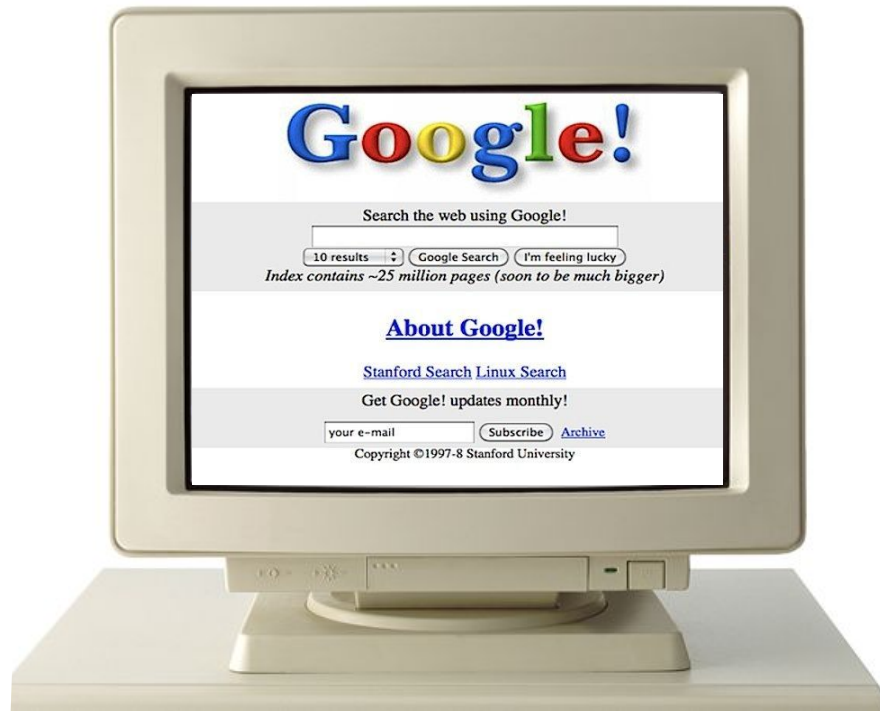 Google!
Search the web using Google!
10 results Google Search I'm feeling lucky
Index contains ~25 million pages (soon to be much bigger)
About Google!
Stanford Search Linux Search
Get Google! updates monthly!
your e-mail Subscribe Archive
Copyright ©1997-8 Stanford University